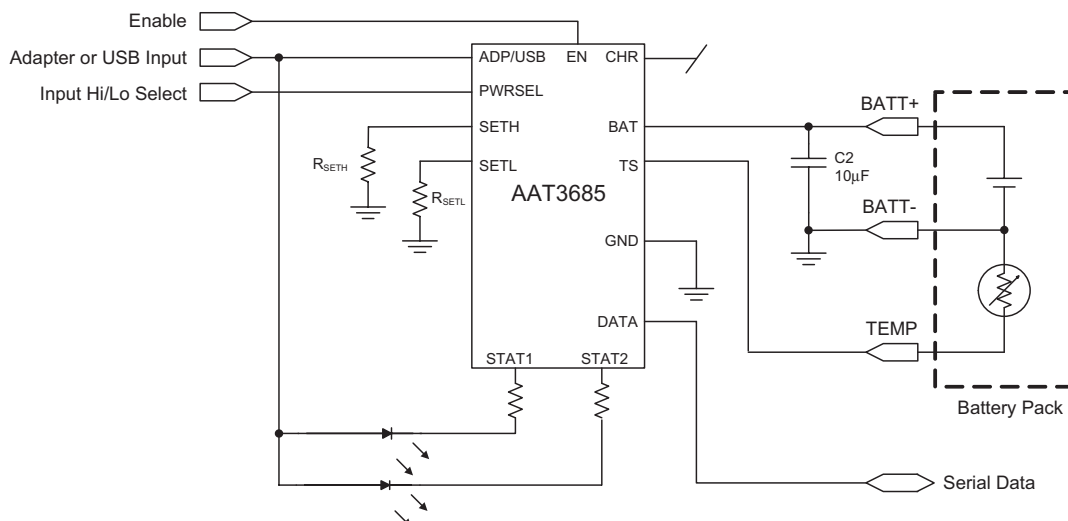 Enable
Adapter or USB Input
Input Hi/Lo Select
ADP/USB
EN
CHR
PWRSEL
SETH
BAT
SETL
TS
AAT3685
GND
DATA
STAT1
STAT2
RSETH
RSETL
C2
10µF
BATT+
BATT-
TEMP
Battery Pack
Serial Data